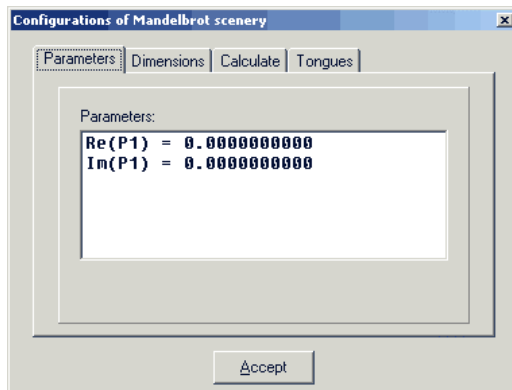 Configurations of Mandelbrot scenery
Parameters Dimensions Calculate Tongues
Parameters:
Re(P1) = 0.0000000000
Im(P1) = 0.0000000000
Accept